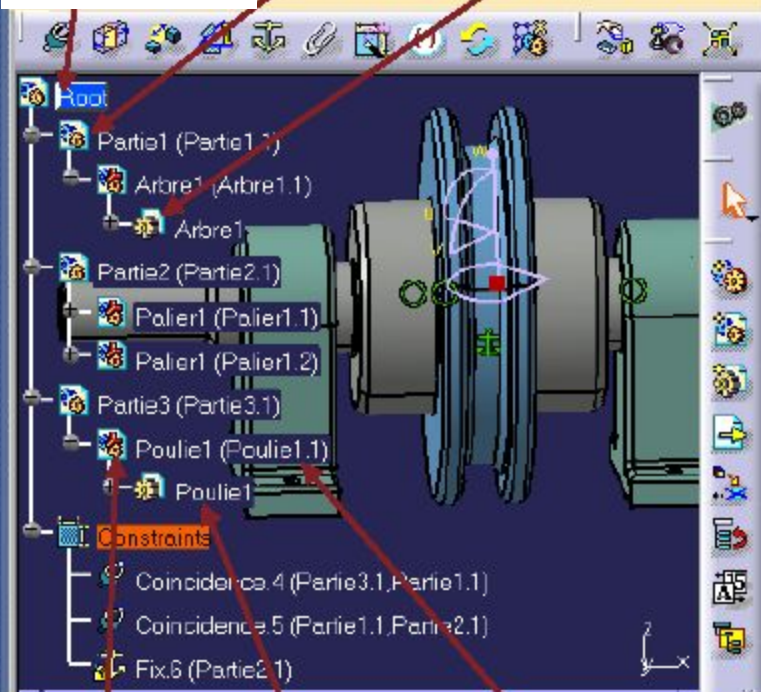 Root
Partie1 (Partie1.1)
Arbre1 (Arbre1.1)
Arbre1
Partie2 (Partie2.1)
Palier1 (Palier1.1)
Palier1 (Palier1.2)
Partie3 (Partie3.1)
Poulie1 (Poulie1.1)
Poulie1
Constraints
Coincidence.4 (Partie3.1,Partie1.1)
Coincidence.5 (Partie1.1,Partie2.1)
Fix.6 (Partie2.1)
w
u
v
z
y x